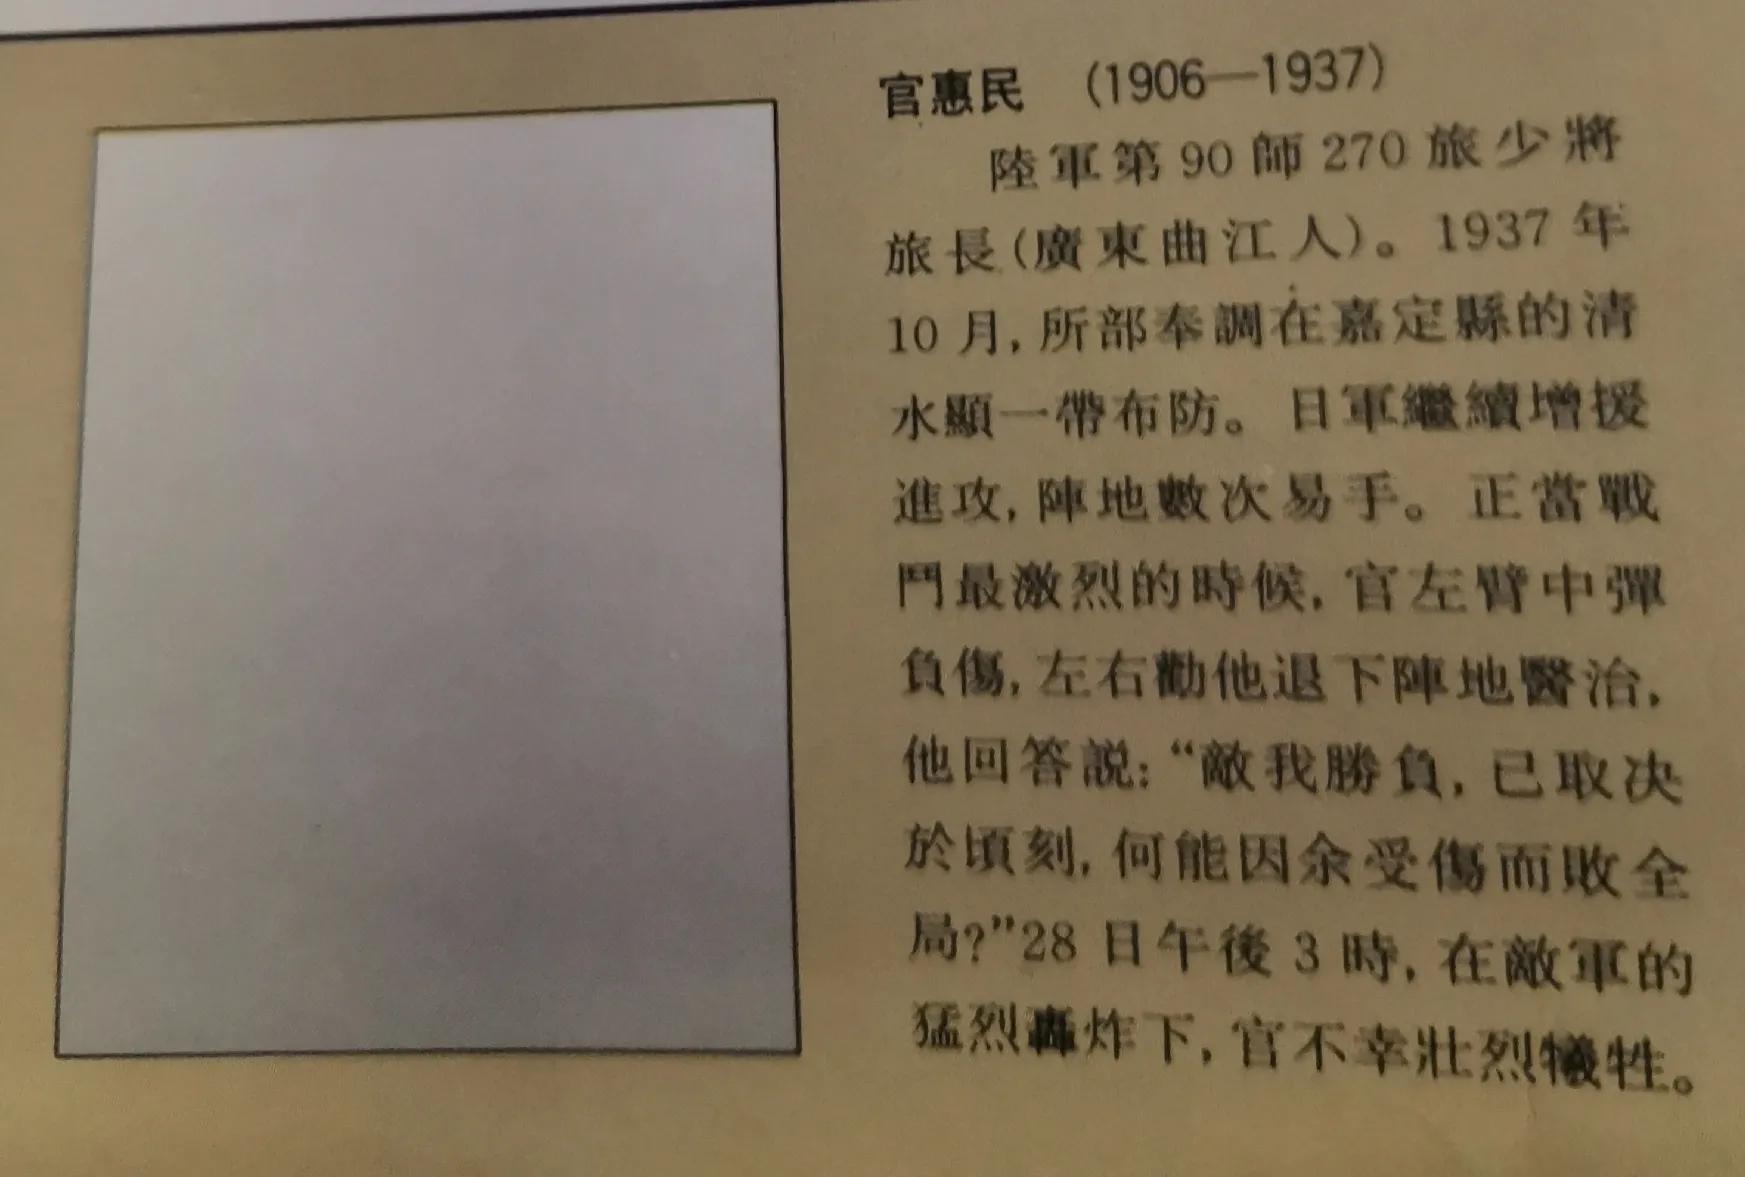 官惠民 (1906—1937)
陸軍第90師270旅少將
旅長(廣東曲江人)。1937年
10月,所部奉調在嘉定縣的清
水顯一帶布防。日軍繼續增援
進攻,陣地數次易手。正當戰
鬥最激烈的時候,官左臂中彈
負傷,左右勸他退下陣地醫治,
他回答説:“敵我勝負,已取决
於頃刻,何能因余受傷而敗全
局?”28日午後3時,在敵軍的
猛烈轟炸下,官不幸壯烈犧牲。